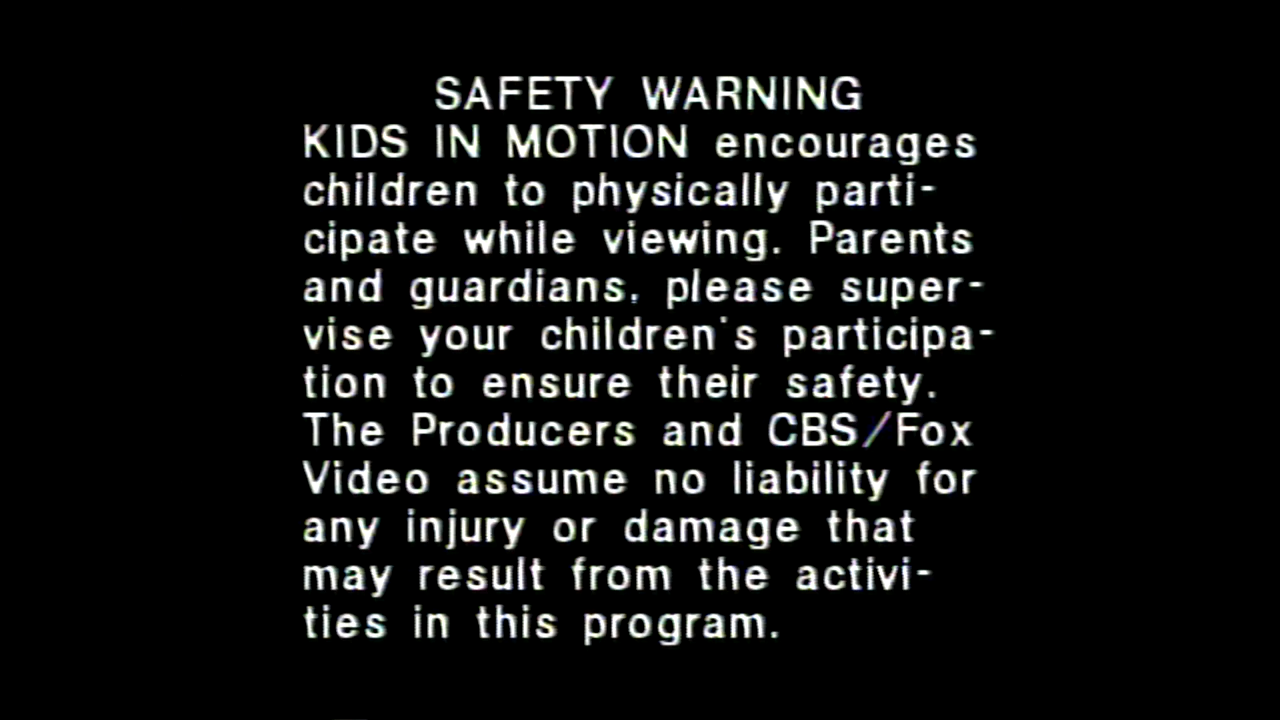 SAFETY WARNING
KIDS IN MOTION encourages
children to physically parti-
cipate while viewing. Parents
and guardians, please super-
vise your children's participa-
tion to ensure their safety.
The Producers and CBS/Fox
Video assume no liability for
any injury or damage that
may result from the activi-
ties in this program.